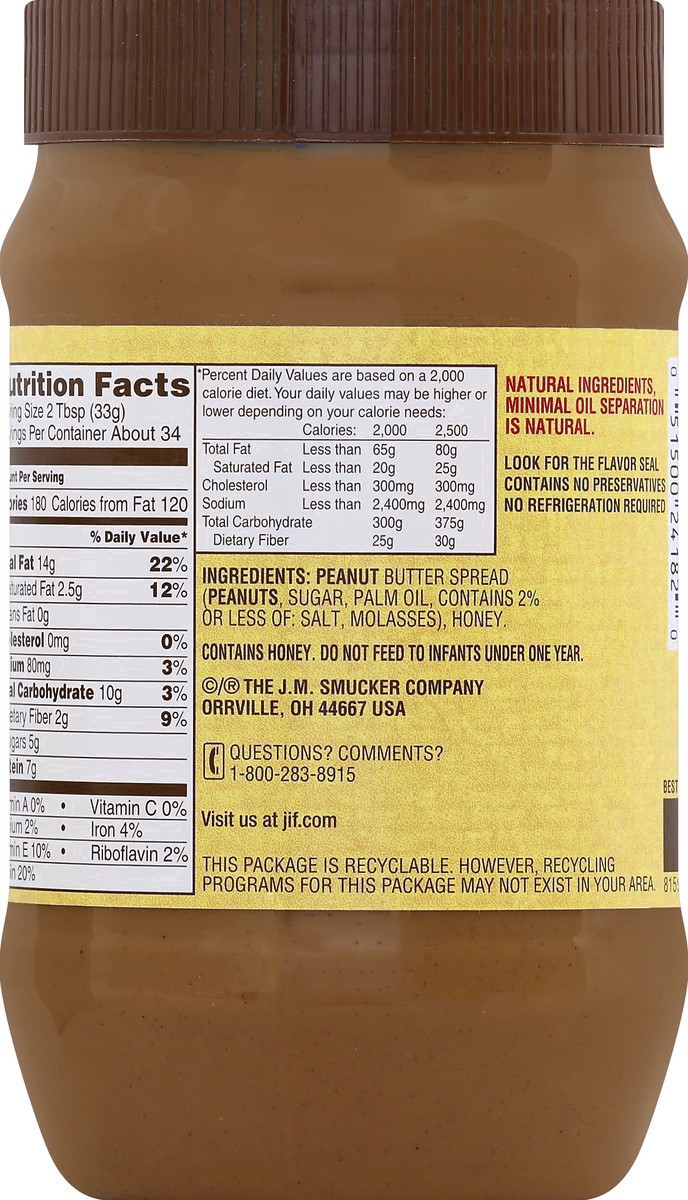 utrition Facts
ing Size 2 Tbsp (33g)
ings Per Container About 34
unt Per Serving
ories 180 Calories from Fat 120
% Daily Value*
al Fat 14g 22%
aturated Fat 2.5g 12%
ans Fat 0g
olesterol 0mg 0%
ium 80mg 3%
al Carbohydrate 10g 3%
etary Fiber 2g 9%
ugars 5g
tein 7g
min A 0% • Vitamin C 0%
ium 2% • Iron 4%
min E 10% • Riboflavin 2%
in 20%
*Percent Daily Values are based on a 2,000
calorie diet. Your daily values may be higher or
lower depending on your calorie needs:
Calories: 2,000 2,500
Total Fat Less than 65g 80g
Saturated Fat Less than 20g 25g
Cholesterol Less than 300mg 300mg
Sodium Less than 2,400mg 2,400mg
Total Carbohydrate 300g 375g
Dietary Fiber 25g 30g
INGREDIENTS: PEANUT BUTTER SPREAD
(PEANUTS, SUGAR, PALM OIL, CONTAINS 2%
OR LESS OF: SALT, MOLASSES), HONEY.
CONTAINS HONEY. DO NOT FEED TO INFANTS UNDER ONE YEAR.
©/® THE J.M. SMUCKER COMPANY
ORRVILLE, OH 44667 USA
QUESTIONS? COMMENTS?
1-800-283-8915
Visit us at jif.com
THIS PACKAGE IS RECYCLABLE. HOWEVER, RECYCLING
PROGRAMS FOR THIS PACKAGE MAY NOT EXIST IN YOUR AREA.
NATURAL INGREDIENTS,
MINIMAL OIL SEPARATION
IS NATURAL.
LOOK FOR THE FLAVOR SEAL
CONTAINS NO PRESERVATIVES
NO REFRIGERATION REQUIRED
0 51500 24182 0
BEST
815